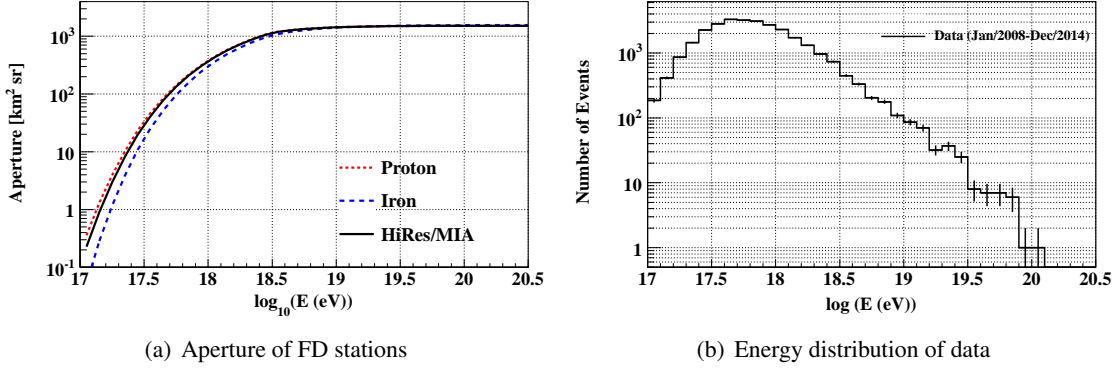 Aperture [km² sr]
10³
10²
10
1
10⁻¹
17 17.5 18 18.5 19 19.5 20 20.5
log₁₀(E (eV))
Proton
Iron
HiRes/MIA
(a) Aperture of FD stations
Number of Events
10³
10²
10
1
17 17.5 18 18.5 19 19.5 20 20.5
log (E (eV))
Data (Jan/2008-Dec/2014)
(b) Energy distribution of data